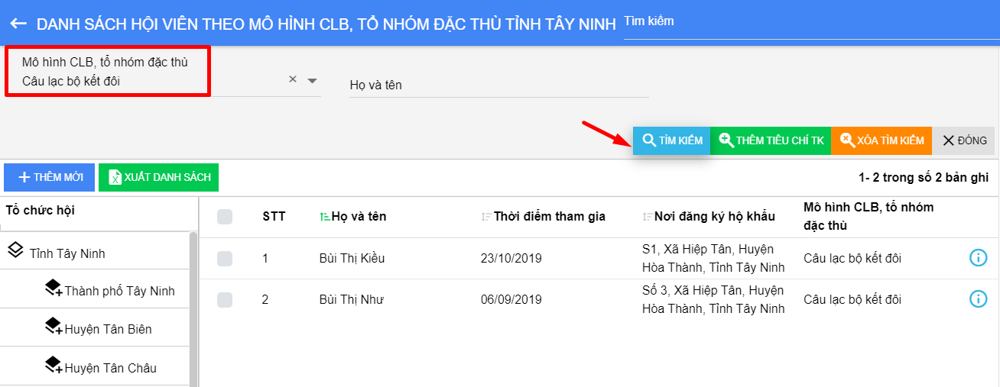 DANH SÁCH HỘI VIÊN THEO MÔ HÌNH CLB, TỔ NHÓM ĐẶC THÙ TỈNH TÂY NINH
Tìm kiếm
Mô hình CLB, tổ nhóm đặc thù
Câu lạc bộ kết đôi
Họ và tên
TÌM KIẾM
THÊM TIÊU CHÍ TK
XÓA TÌM KIẾM
ĐÓNG
THÊM MỚI
XUẤT DANH SÁCH
1- 2 trong số 2 bản ghi
Tổ chức hội
Tỉnh Tây Ninh
Thành phố Tây Ninh
Huyện Tân Biên
Huyện Tân Châu
STT
Họ và tên
Thời điểm tham gia
Nơi đăng ký hộ khẩu
Mô hình CLB, tổ nhóm
đặc thù
1
Bùi Thị Kiều
23/10/2019
S1, Xã Hiệp Tân, Huyện
Hòa Thành, Tỉnh Tây Ninh
Câu lạc bộ kết đôi
2
Bùi Thị Như
06/09/2019
Số 3, Xã Hiệp Tân, Huyện
Hòa Thành, Tỉnh Tây Ninh
Câu lạc bộ kết đôi